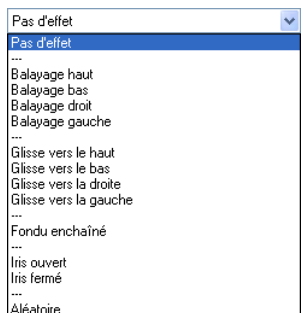 Pas d'effet
Pas d'effet
---
Balayage haut
Balayage bas
Balayage droit
Balayage gauche
---
Glisse vers le haut
Glisse vers le bas
Glisse vers la droite
Glisse vers la gauche
---
Fondu enchaîné
---
Iris ouvert
Iris fermé
---
Aléatoire